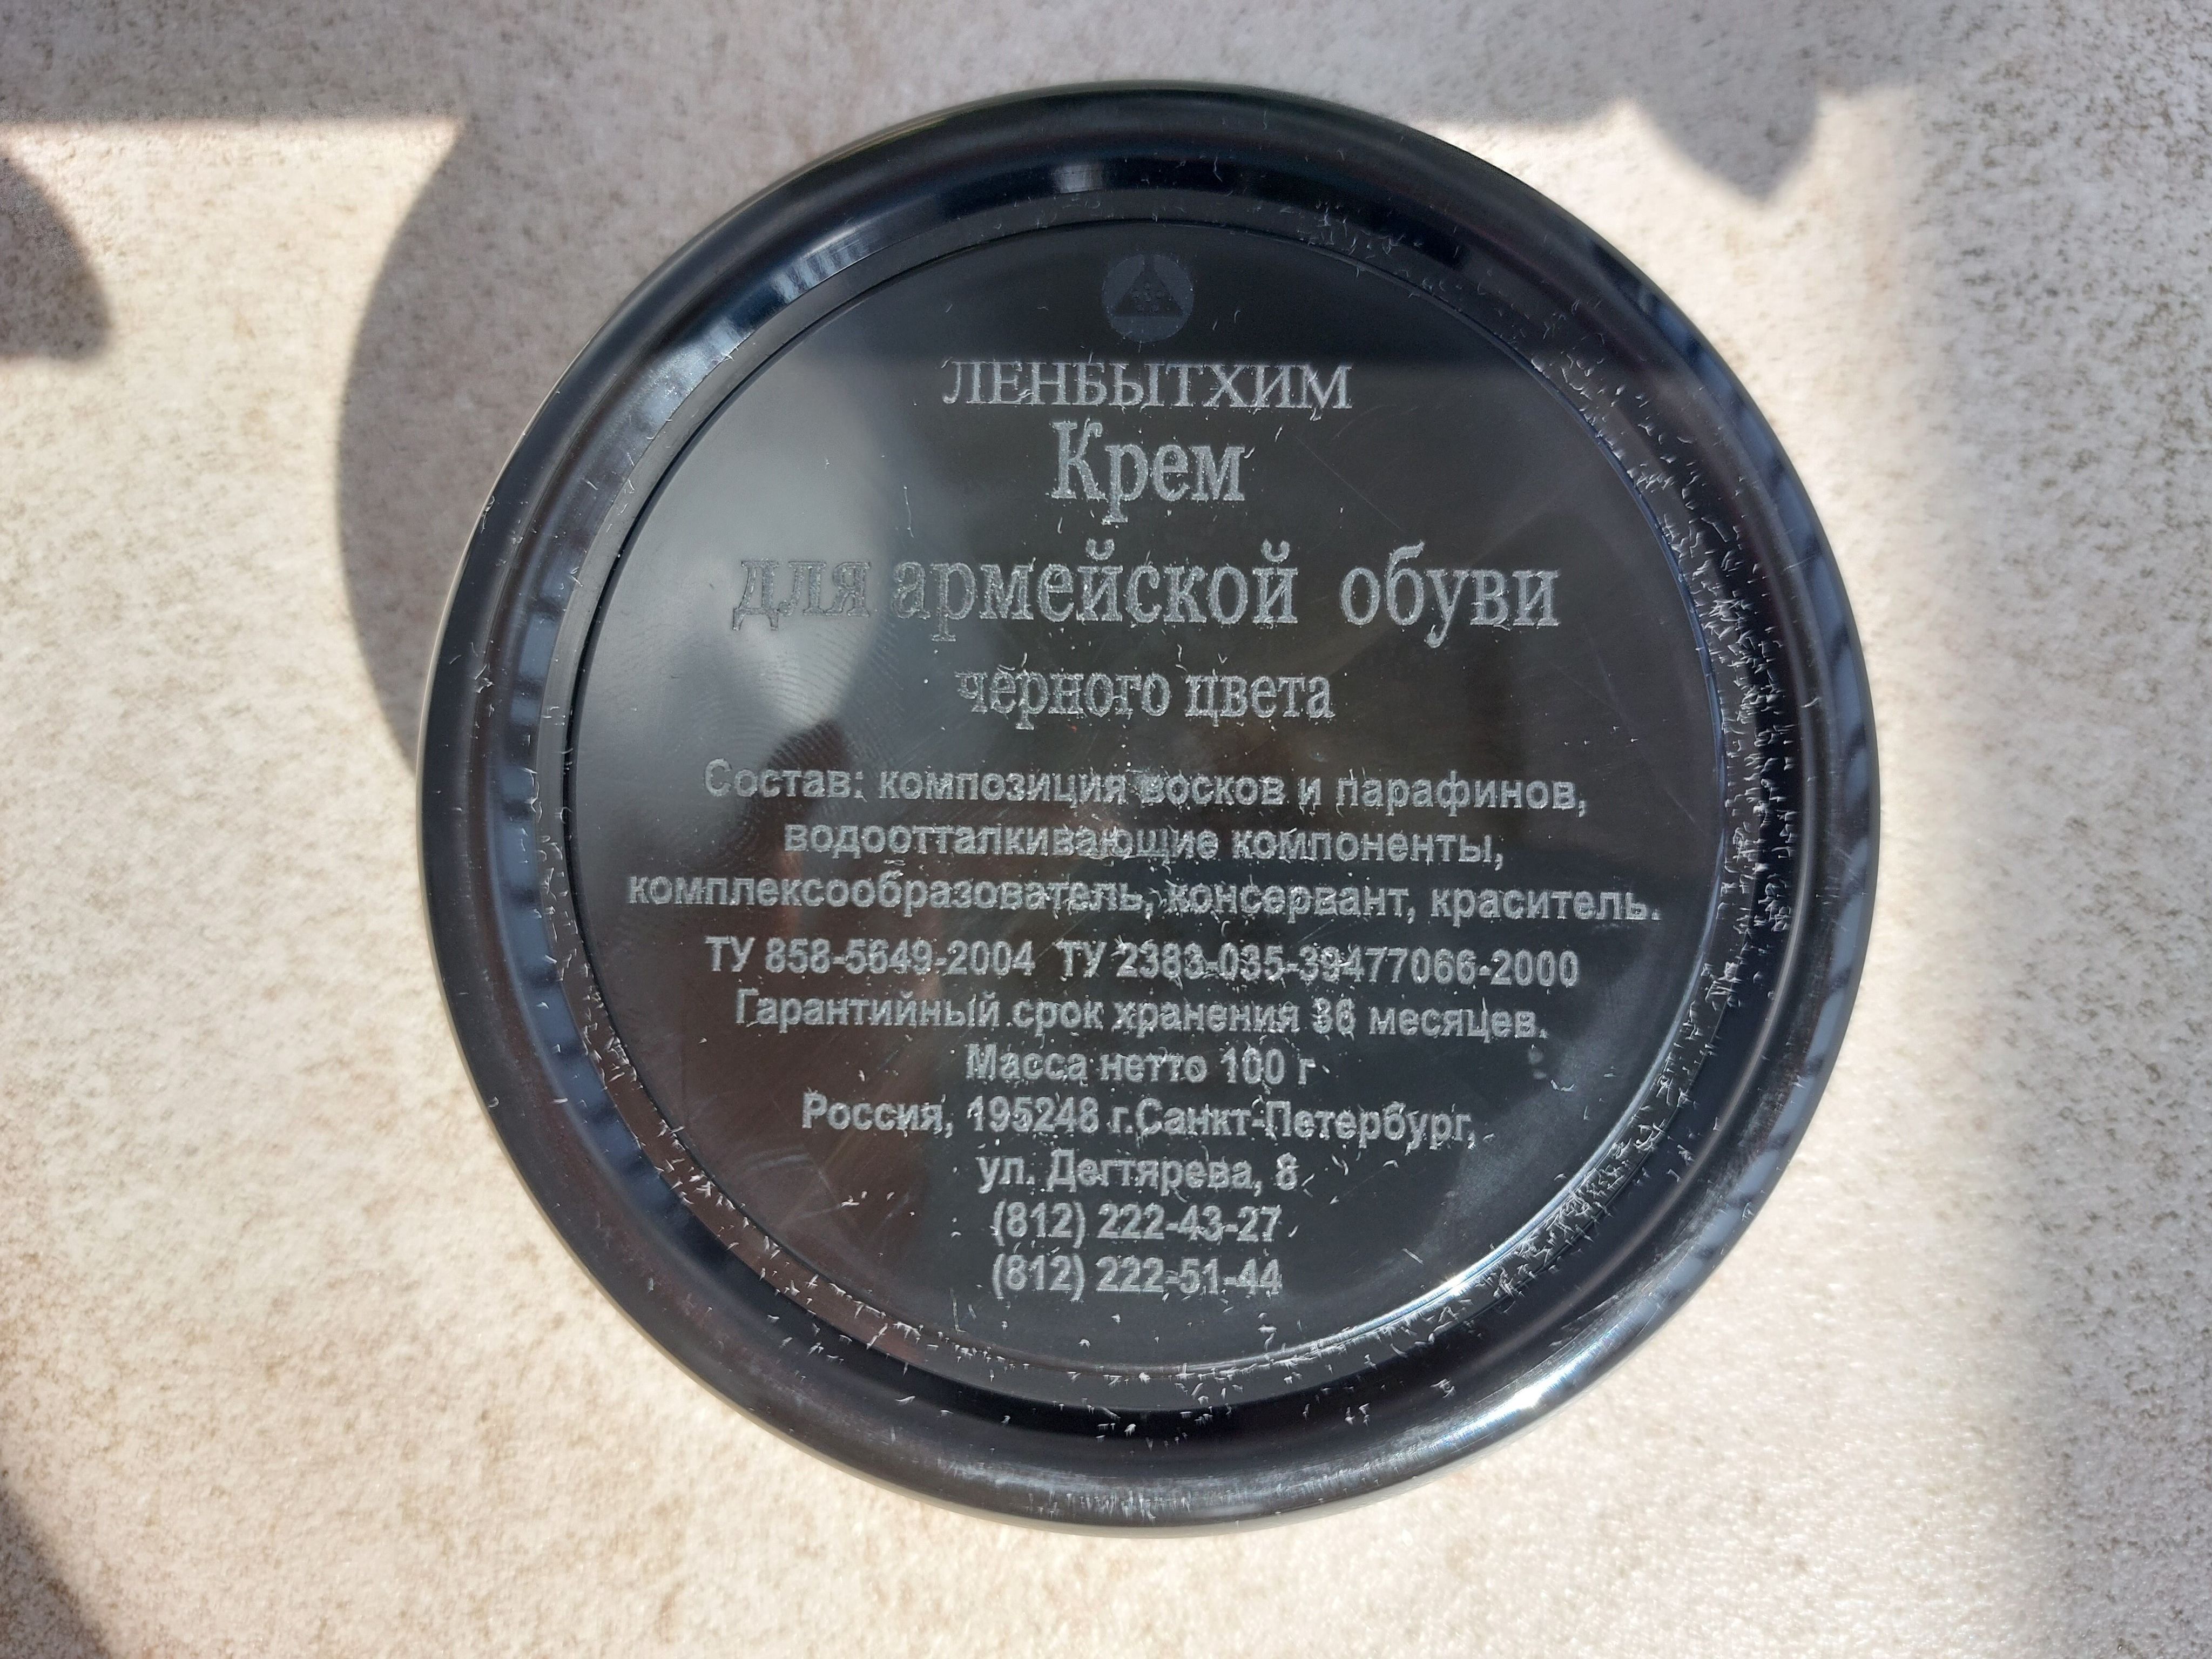 ЛЕНБЫТХИМ
Крем
для армейской обуви
чёрного цвета
Состав: композиция восков и парафинов,
водоотталкивающие компоненты,
комплексообразователь, консервант, краситель.
ТУ 858-5649-2004 ТУ 2383-035-39477066-2000
Гарантийный срок хранения 36 месяцев.
Масса нетто 100 г
Россия, 195248 г.Санкт-Петербург,
ул. Дегтярева, 8
(812) 222-43-27
(812) 222-51-44